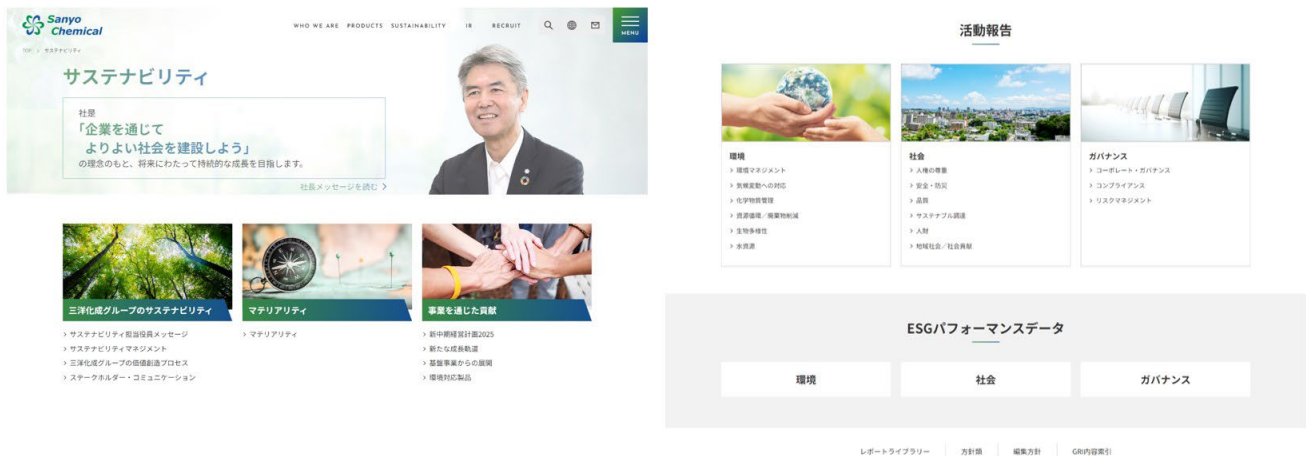 Sanyo
Chemical
WHO WE ARE PRODUCTS SUSTAINABILITY IR RECRUIT
MENU
TOP > サステナビリティ
サステナビリティ
社是
「企業を通じて
よりよい社会を建設しよう」
の理念のもと、将来にわたって持続的な成長を目指します。
社長メッセージを読む >
三洋化成グループのサステナビリティ
> サステナビリティ担当役員メッセージ
> サステナビリティマネジメント
> 三洋化成グループの価値創造プロセス
> ステークホルダー・コミュニケーション
マテリアリティ
> マテリアリティ
事業を通じた貢献
> 新中期経営計画2025
> 新たな成長軌道
> 基盤事業からの展開
> 環境対応製品
活動報告
環境
> 環境マネジメント
> 気候変動への対応
> 化学物質管理
> 資源循環/廃棄物削減
> 生物多様性
> 水資源
社会
> 人権の尊重
> 安全・防災
> 品質
> サステナブル調達
> 人財
> 地域社会/社会貢献
ガバナンス
> コーポレート・ガバナンス
> コンプライアンス
> リスクマネジメント
ESGパフォーマンスデータ
環境
社会
ガバナンス
レポートライブラリー
方針類
編集方針
GRI内容索引